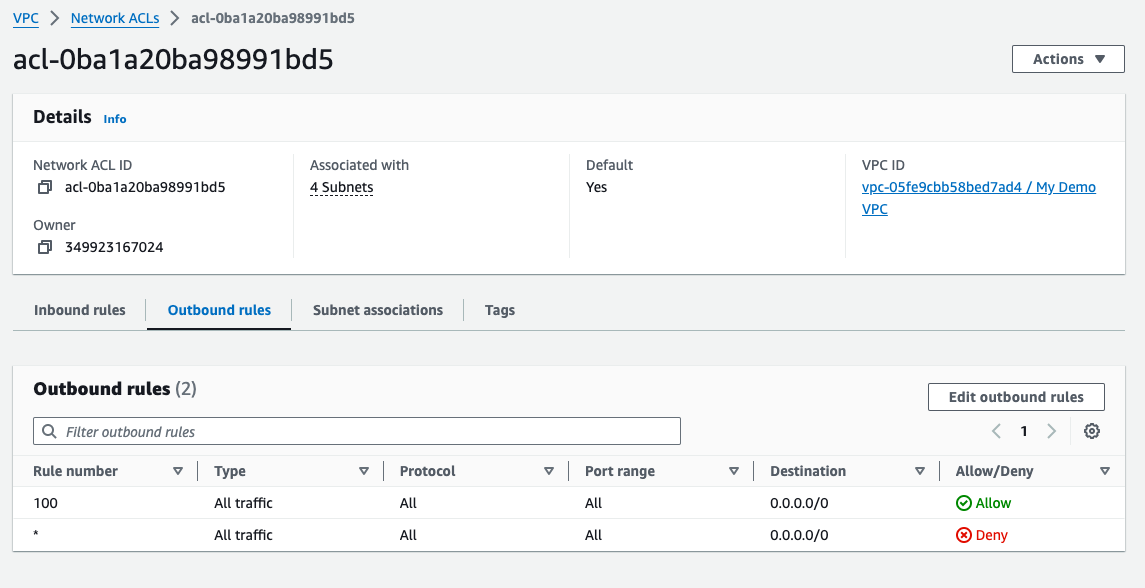 VPC > Network ACLs > acl-0ba1a20ba98991bd5
acl-0ba1a20ba98991bd5
Actions
Details Info
Network ACL ID
acl-0ba1a20ba98991bd5
Owner
349923167024
Associated with
4 Subnets
Default
Yes
VPC ID
vpc-05fe9cbb58bed7ad4 / My Demo
VPC
Inbound rules Outbound rules Subnet associations Tags
Outbound rules (2)
Edit outbound rules
Filter outbound rules
1
Rule number Type Protocol Port range Destination Allow/Deny
100 All traffic All All 0.0.0.0/0 Allow
* All traffic All All 0.0.0.0/0 Deny